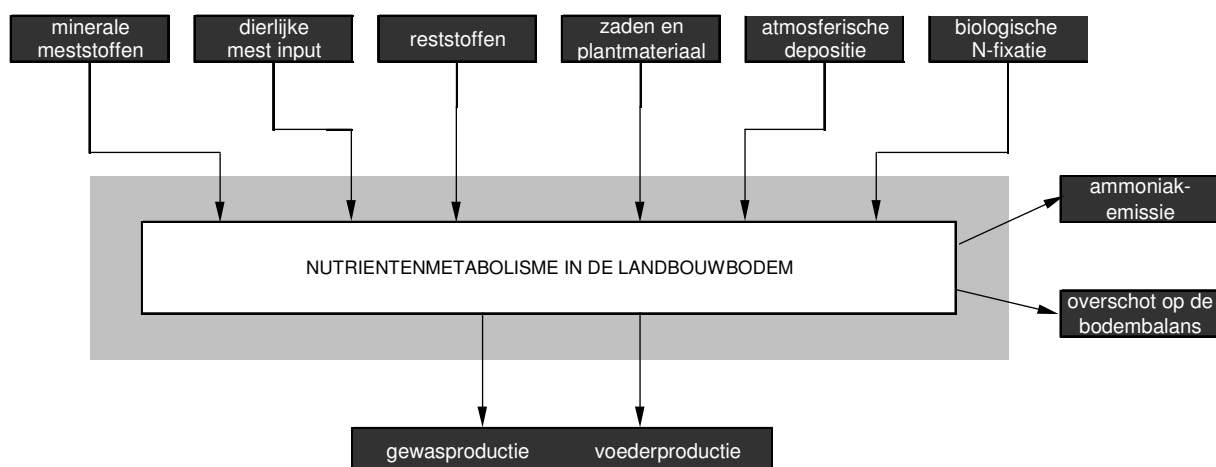 minerale
meststoffen
dierlijke
mest input
reststoffen
zaden en
plantmateriaal
atmosferische
depositie
biologische
N-fixatie
ammoniak-
emissie
NUTRIENTENMETABOLISME IN DE LANDBOUWBODEM
overschot op de
bodembalans
gewasproductie
voederproductie